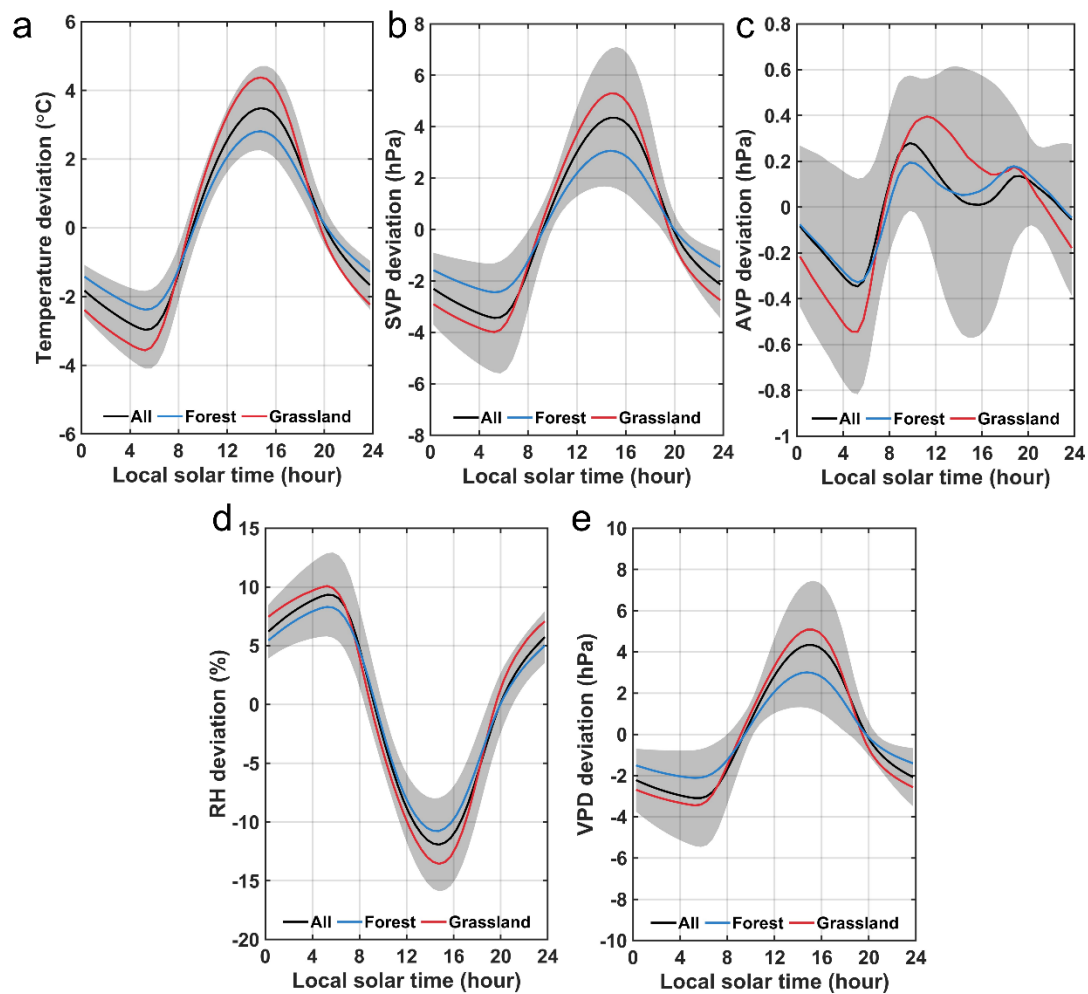 a
Temperature deviation (°C)
6
4
2
0
-2
-4
-6
All Forest Grassland
0 4 8 12 16 20 24
Local solar time (hour)
b
SVP deviation (hPa)
8
6
4
2
0
-2
-4
-6
-8
All Forest Grassland
0 4 8 12 16 20 24
Local solar time (hour)
c
AVP deviation (hPa)
0.8
0.6
0.4
0.2
0
-0.2
-0.4
-0.6
-0.8
-1
All Forest Grassland
0 4 8 12 16 20 24
Local solar time (hour)
d
RH deviation (%)
15
10
5
0
-5
-10
-15
-20
All Forest Grassland
0 4 8 12 16 20 24
Local solar time (hour)
e
VPD deviation (hPa)
10
8
6
4
2
0
-2
-4
-6
-8
-10
All Forest Grassland
0 4 8 12 16 20 24
Local solar time (hour)